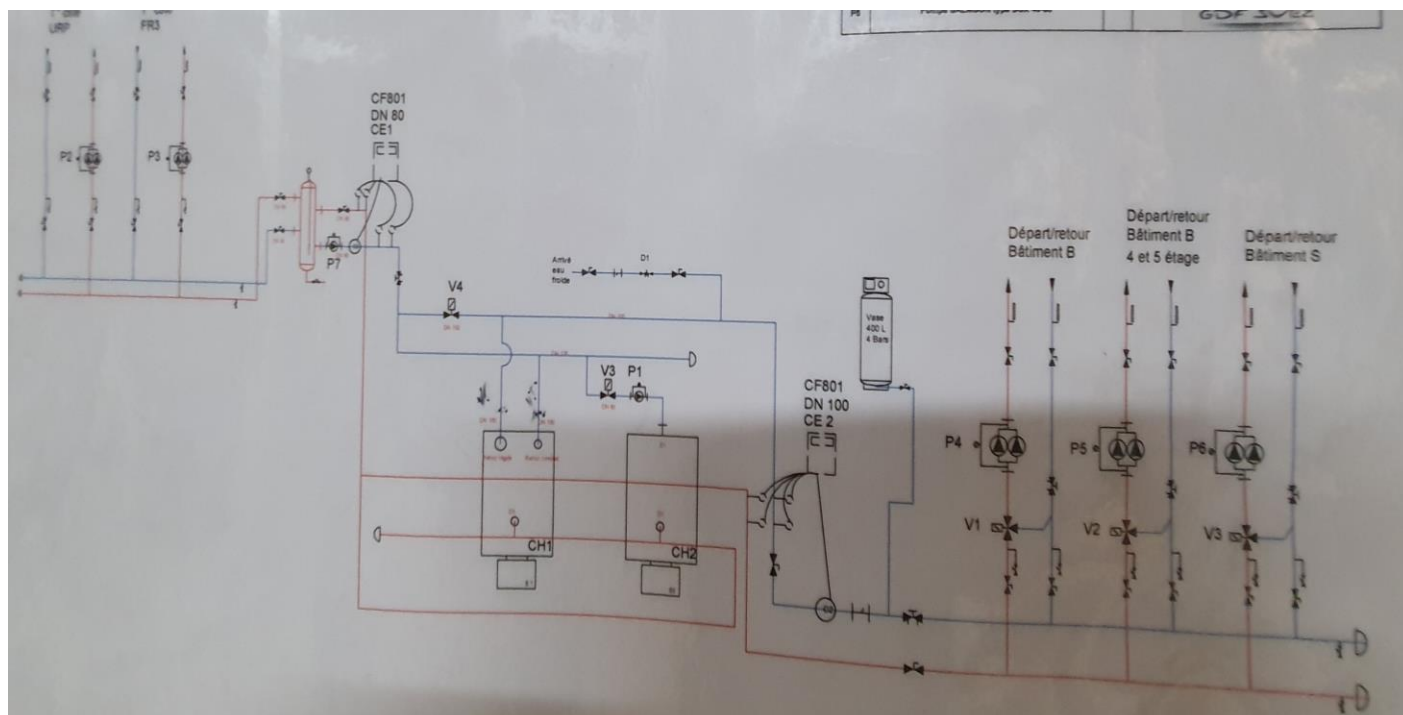 URP
FR3
GDF SUEZ
CF801
DN 80
CE1
P2
P3
P7
Arrivé
eau
froide
D1
V4
Vase
400 L
4 Bars
Départ/retour
Bâtiment B
Départ/retour
Bâtiment B
4 et 5 étage
Départ/retour
Bâtiment S
V3
P1
CF801
DN 100
CE 2
P4
P5
P6
V1
V2
V3
CH1
CH2